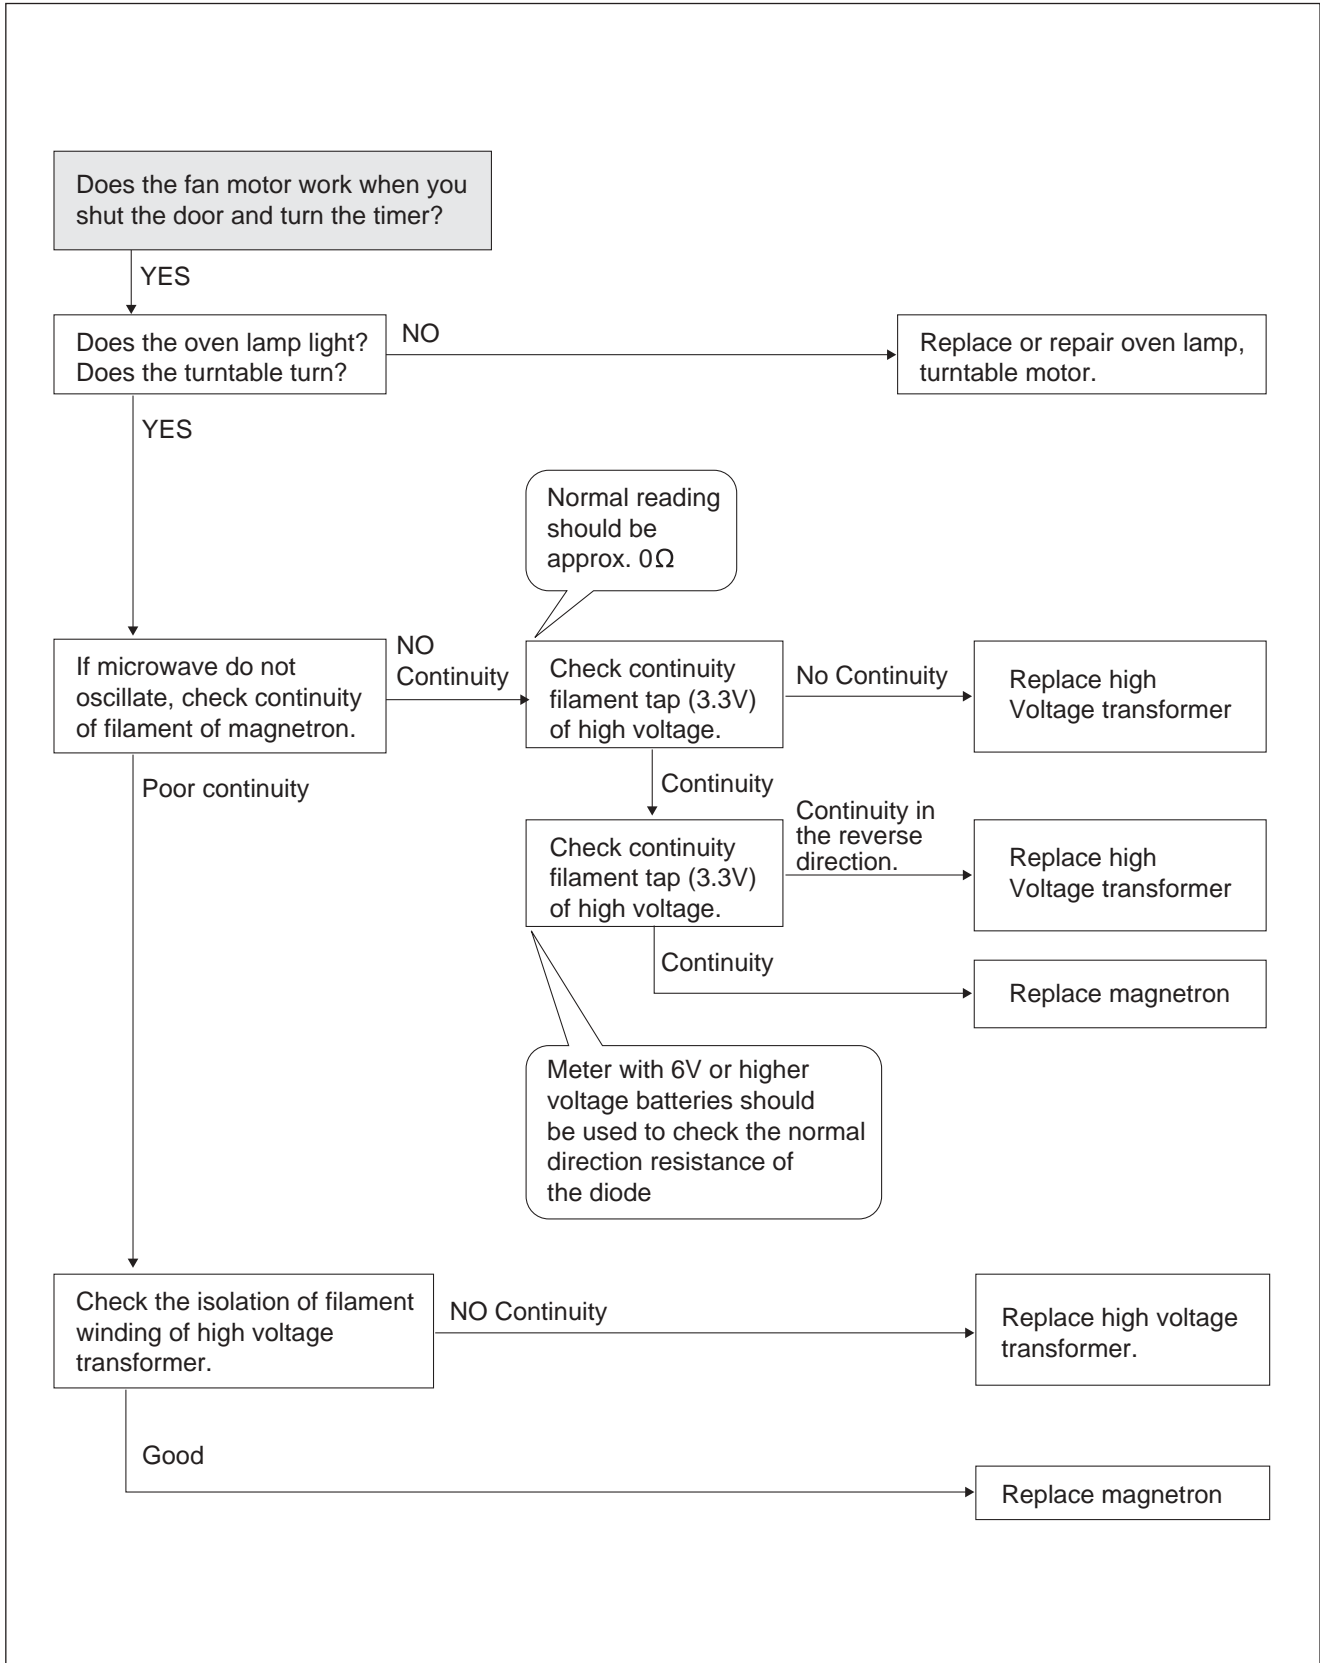 Does the fan motor work when you
shut the door and turn the timer?
YES
Does the oven lamp light?
Does the turntable turn?
NO
Replace or repair oven lamp,
turntable motor.
YES
Normal reading
should be
approx. 0Ω
If microwave do not
oscillate, check continuity
of filament of magnetron.
NO
Continuity
Check continuity
filament tap (3.3V)
of high voltage.
No Continuity
Replace high
Voltage transformer
Poor continuity
Continuity
Check continuity
filament tap (3.3V)
of high voltage.
Continuity in
the reverse
direction.
Replace high
Voltage transformer
Continuity
Replace magnetron
Meter with 6V or higher
voltage batteries should
be used to check the normal
direction resistance of
the diode
Check the isolation of filament
winding of high voltage
transformer.
NO Continuity
Replace high voltage
transformer.
Good
Replace magnetron